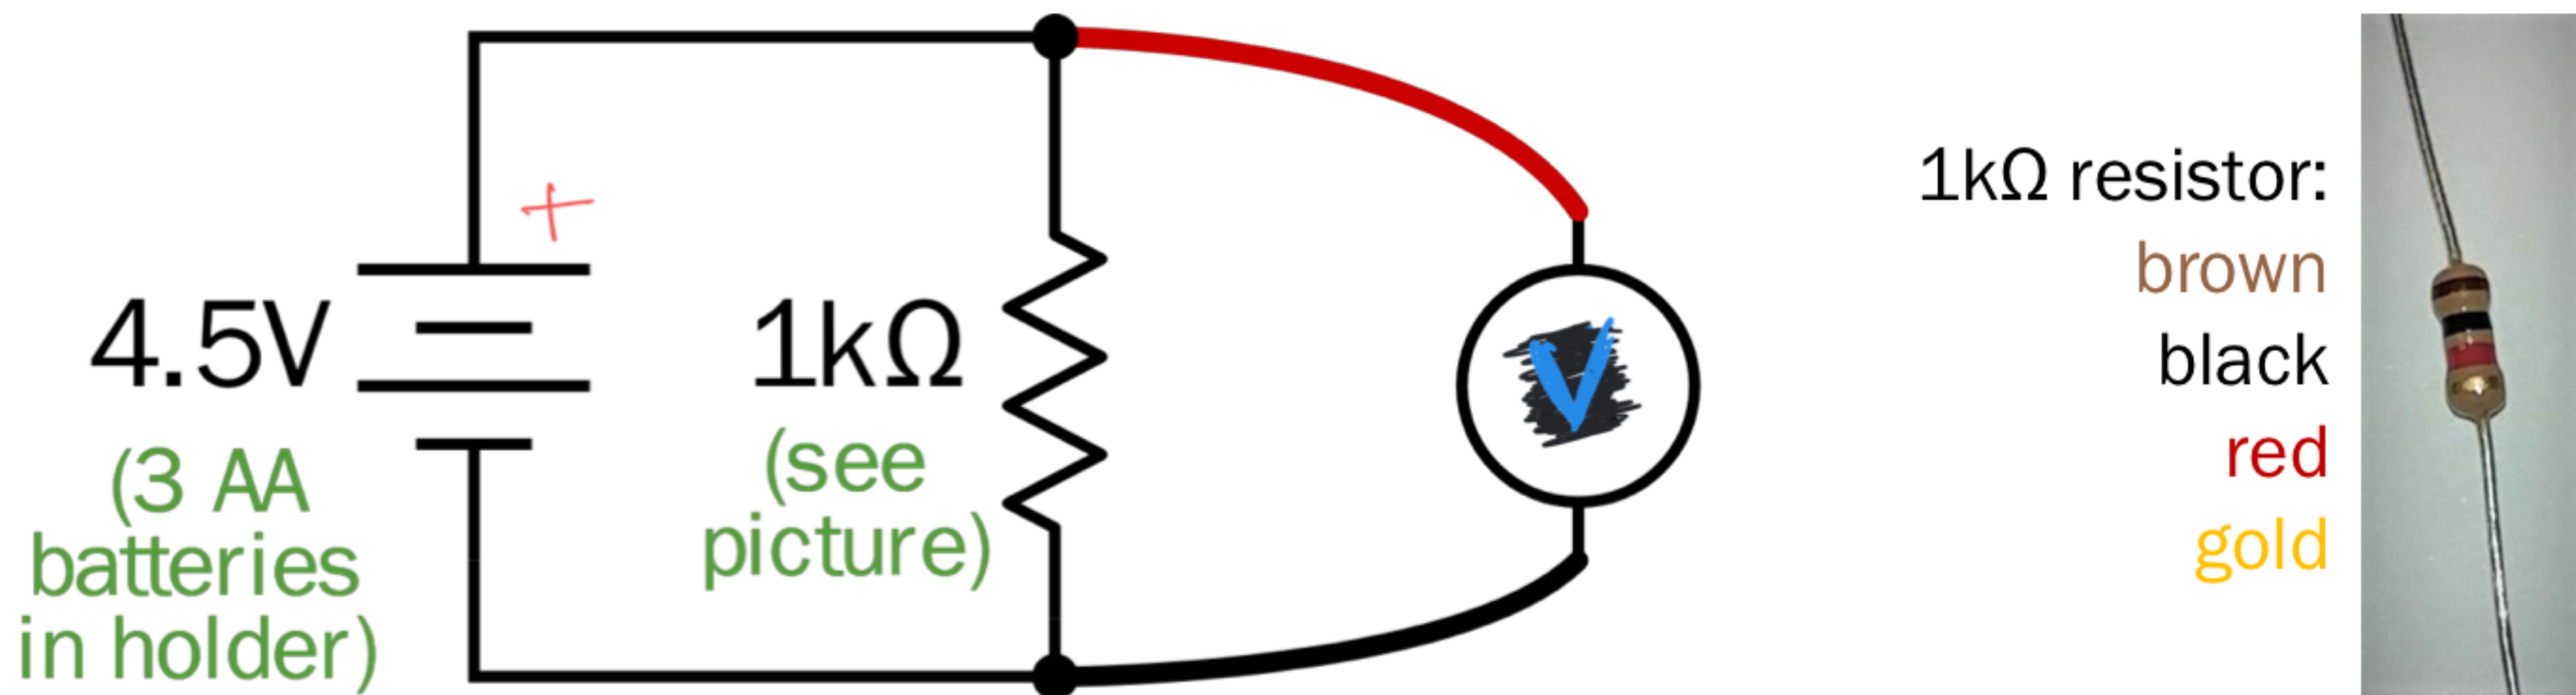 +
4.5V
(3 AA
batteries
in holder)
1kΩ
(see
picture)
V
1kΩ resistor:
brown
black
red
gold